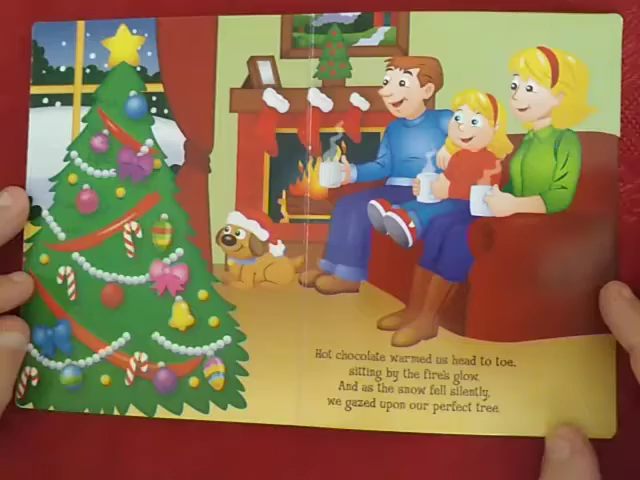 Hot chocolate warmed us head to toe,
sitting by the fire's glow.
And as the snow fell silently,
we gazed upon our perfect tree.